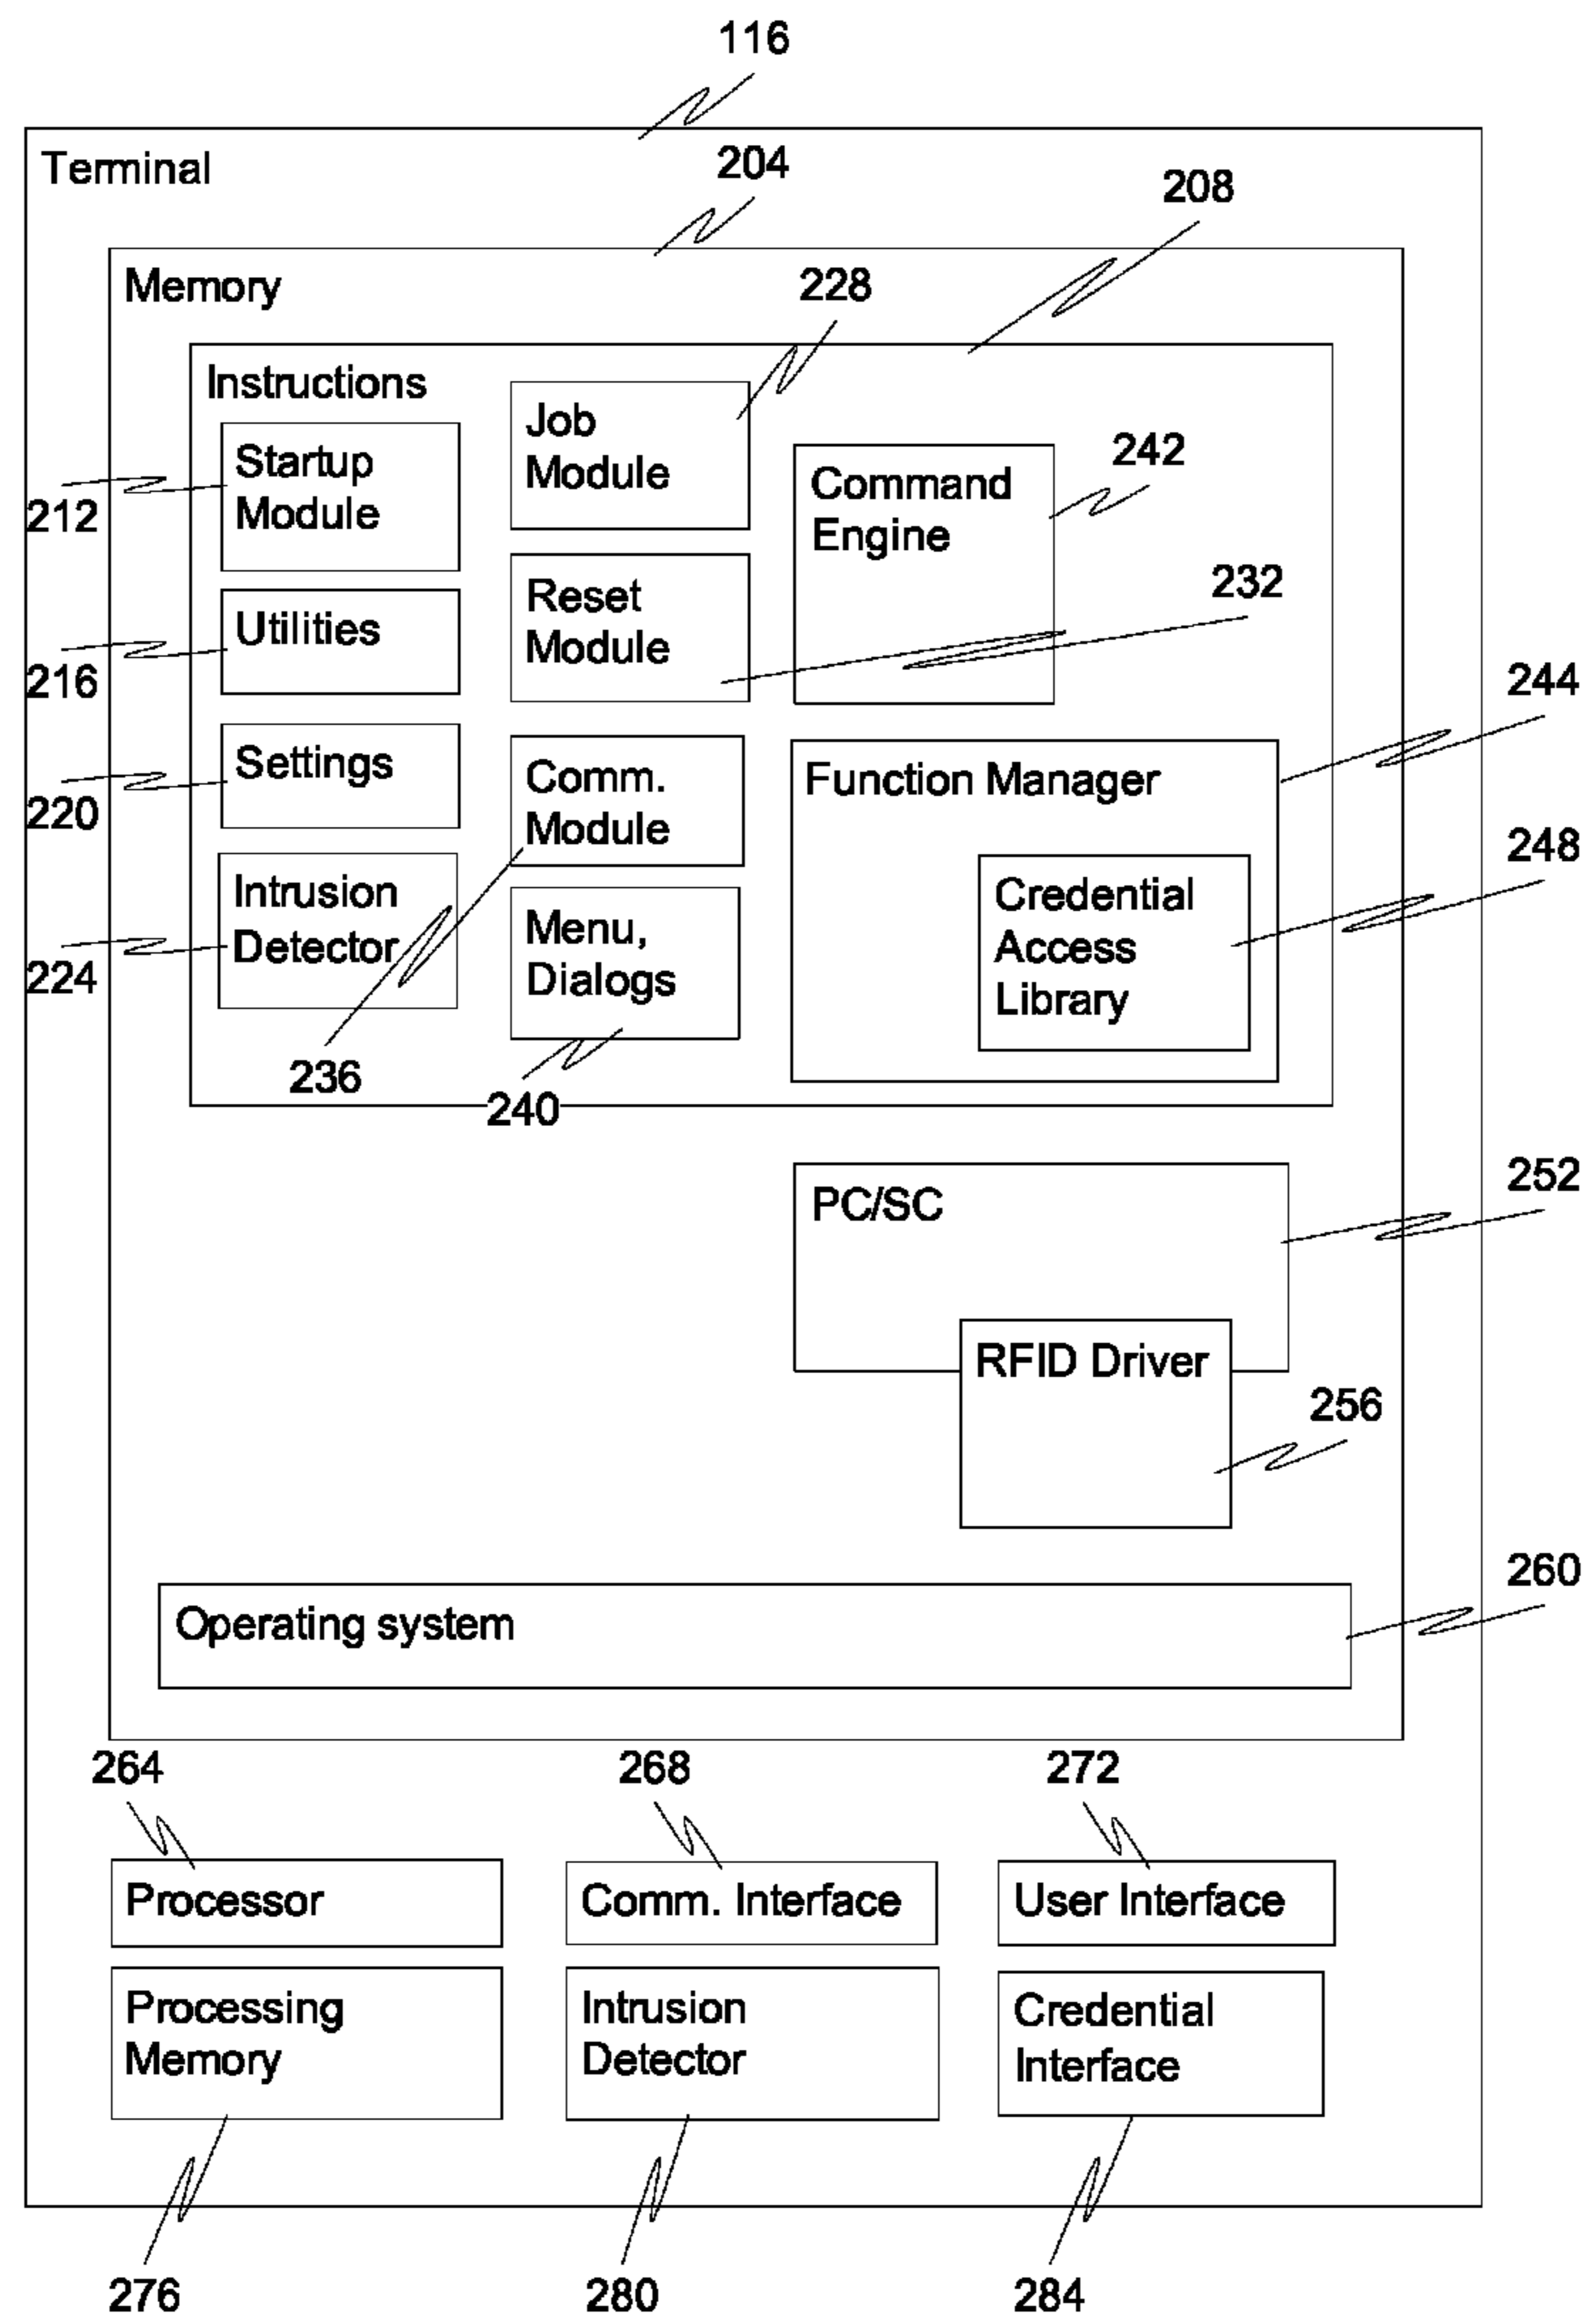 116
Terminal
204
208
Memory
228
Instructions
Job
Module
Startup
Module
212
Command
Engine
242
Utilities
216
Reset
Module
232
Settings
220
Comm.
Module
244
Function Manager
Intrusion
Detector
224
236
Menu,
Dialogs
240
248
Credential
Access
Library
252
PC/SC
RFID Driver
256
260
Operating system
264
268
272
Processor
Comm. Interface
User Interface
Processing
Memory
Intrusion
Detector
Credential
Interface
276
280
284